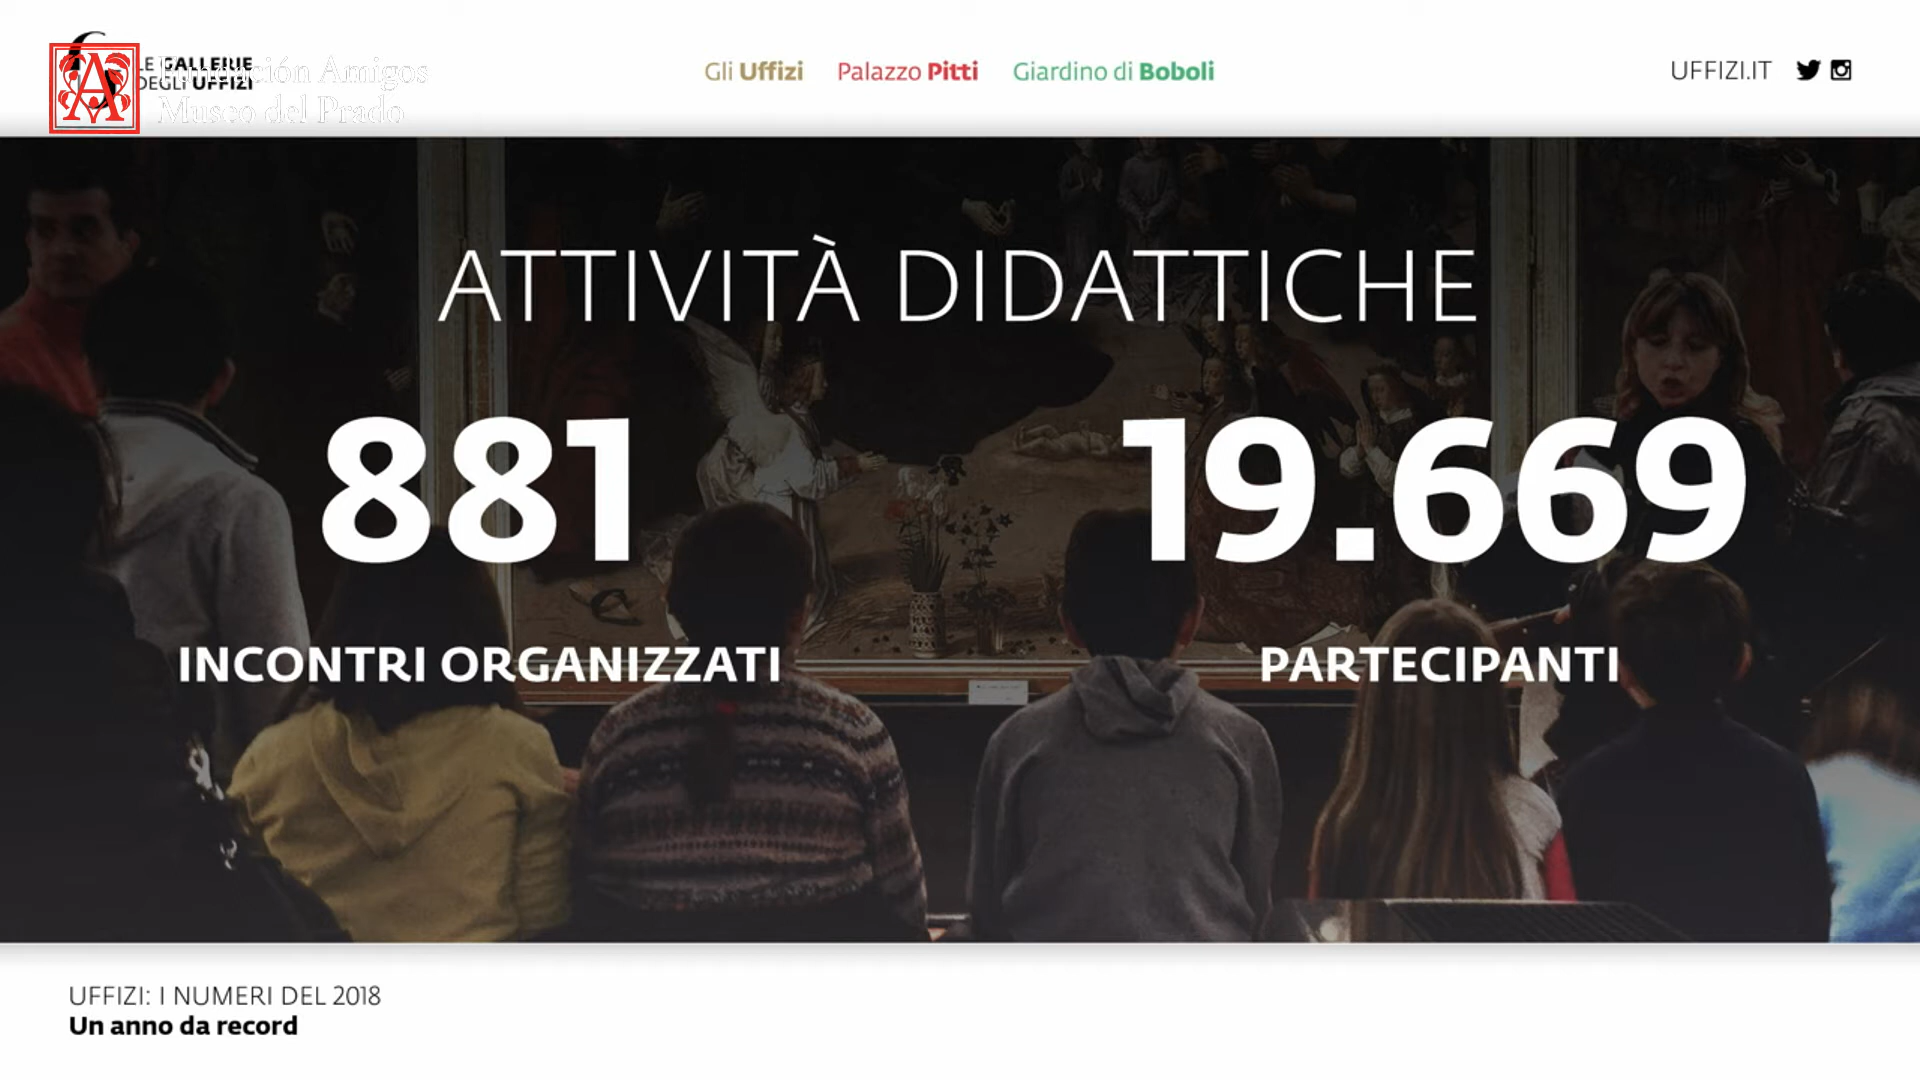 LE GALLERIE
DEGLI UFFIZI
Fundación Amigos
Museo del Prado
Gli Uffizi Palazzo Pitti Giardino di Boboli
UFFIZI.IT
ATTIVITÀ DIDATTICHE
881
INCONTRI ORGANIZZATI
19.669
PARTECIPANTI
UFFIZI: I NUMERI DEL 2018
Un anno da record